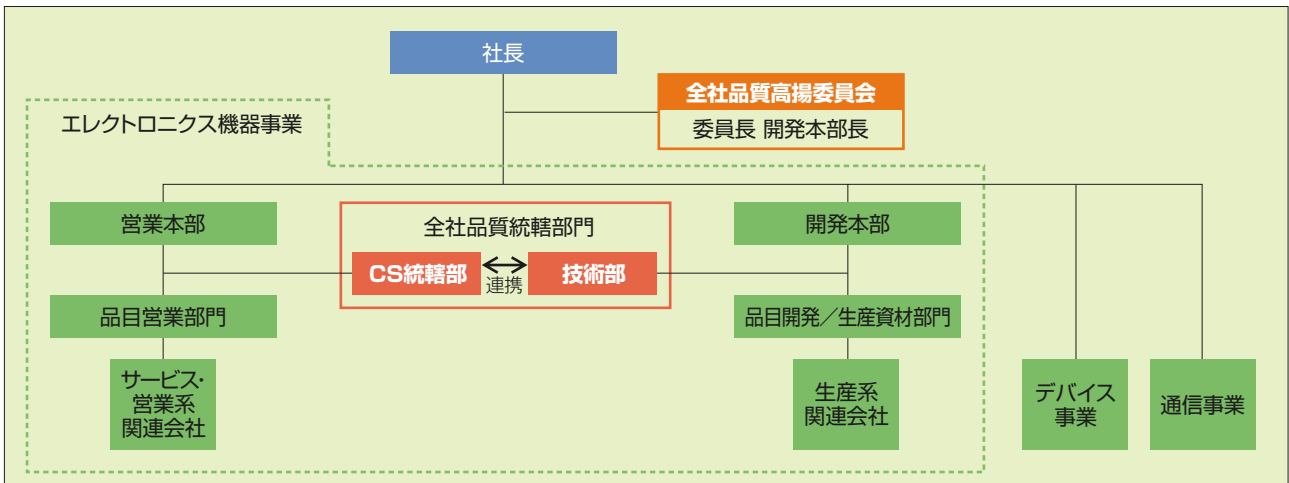 社長
全社品質高揚委員会
委員長 開発本部長
エレクトロニクス機器事業
営業本部
全社品質統轄部門
開発本部
CS統轄部
連携
技術部
品目営業部門
品目開発／生産資材部門
サービス・
営業系
関連会社
生産系
関連会社
デバイス
事業
通信事業